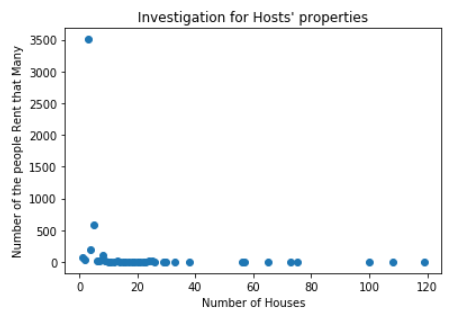 Investigation for Hosts' properties
Number of the people Rent that Many
3500
3000
2500
2000
1500
1000
500
0
0 20 40 60 80 100 120
Number of Houses